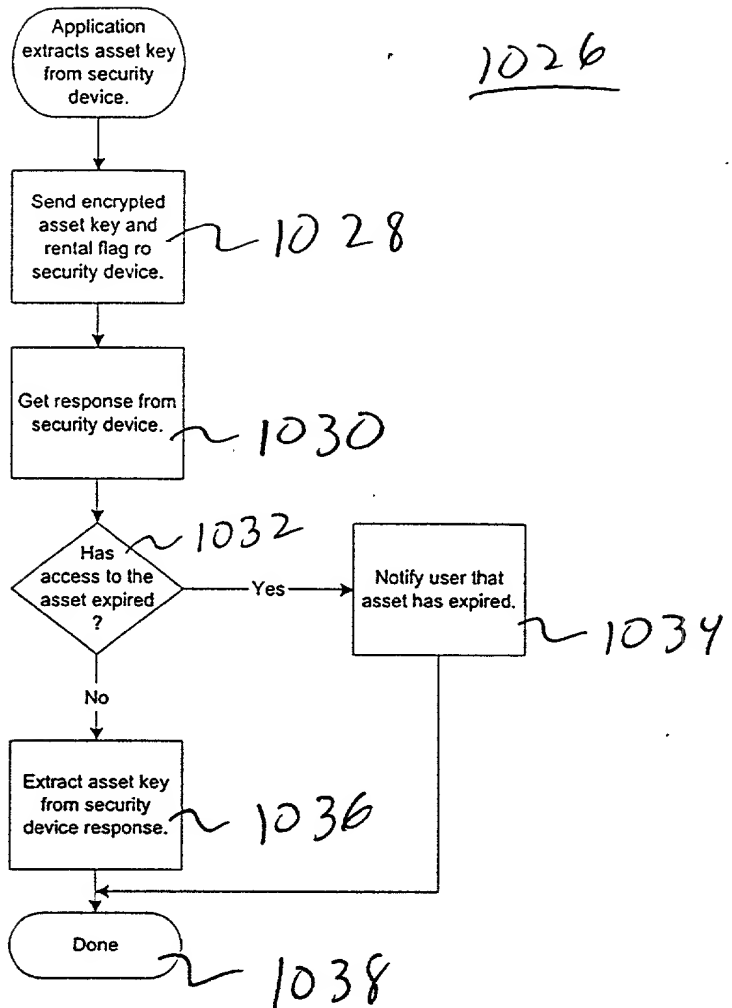 Application
extracts asset key
from security
device.
1026
Send encrypted
asset key and
rental flag ro
security device.
1028
Get response from
security device.
1030
Has
access to the
asset expired
?
1032
Yes
Notify user that
asset has expired.
1034
No
Extract asset key
from security
device response.
1036
Done
1038